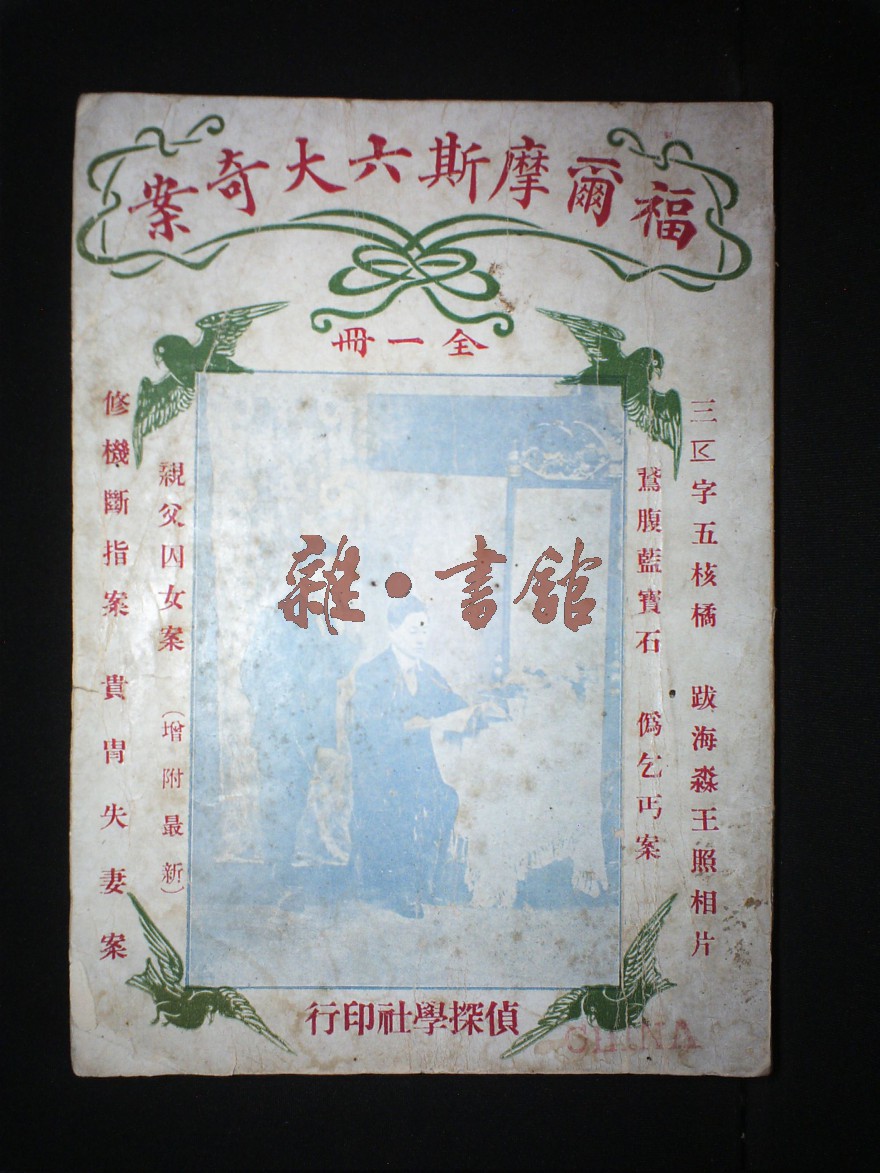 福爾摩斯六大奇案
全一冊
三K字五核橘 跋海淼王照相片
鵞腹藍寶石 僞乞丐案
親父囚女案 (增附最新)
修機斷指案 貴冑失妻案
雜·書舘
偵探學社印行